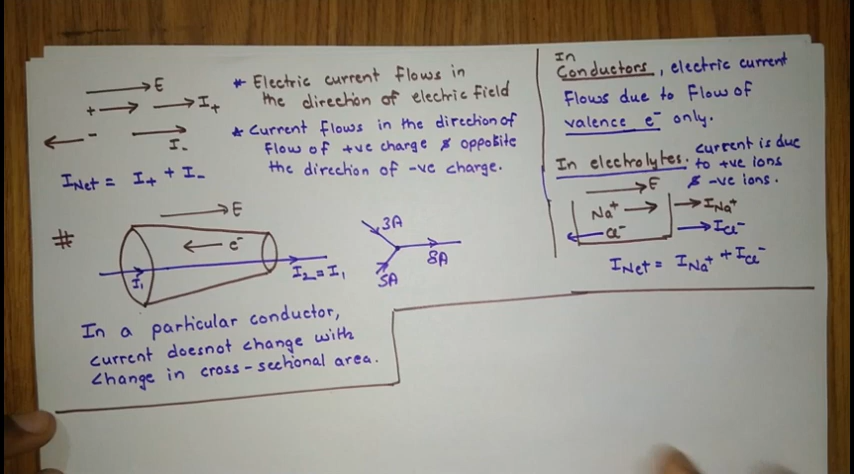 E
+ I+
- I-
INet = I+ + I-
* Electric current flows in
the direction of electric field
* Current flows in the direction of
flow of +ve charge & opposite
the direction of -ve charge.
#
E
e-
I1
I2 = I1
3A
5A
8A
In a particular conductor,
current doesnot change with
change in cross-sectional area.
In
Conductors, electric current
flows due to flow of
valence e- only.
In electrolytes. current is due
to +ve ions
& -ve ions.
E
Na+ INa+
Cl- ICl-
INet = INa+ + ICl-